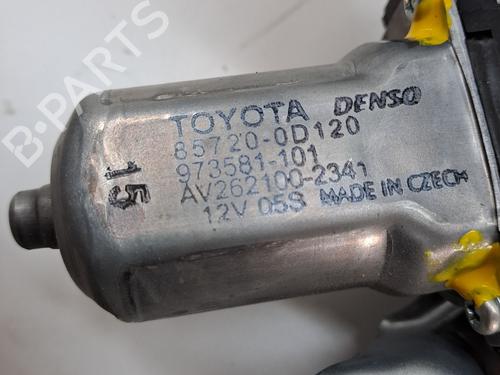 TOYOTA DENSO
85720-0D120
973581-101
AV262100-2341
12V 05S MADE IN CZECH
15
B-PARTS